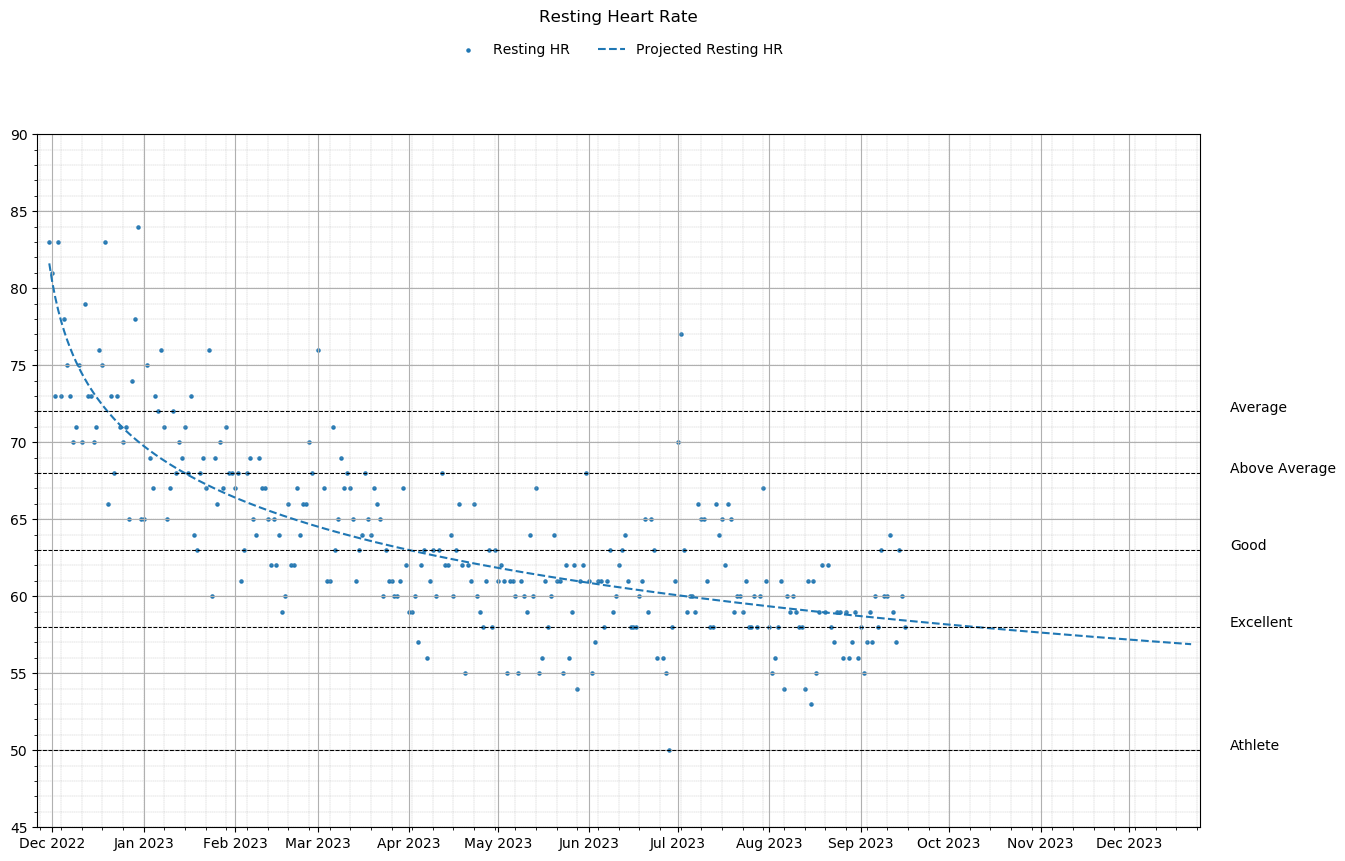 Resting Heart Rate
Resting HR
Projected Resting HR
90
85
80
75
70
65
60
55
50
45
Average
Above Average
Good
Excellent
Athlete
Dec 2022
Jan 2023
Feb 2023
Mar 2023
Apr 2023
May 2023
Jun 2023
Jul 2023
Aug 2023
Sep 2023
Oct 2023
Nov 2023
Dec 2023